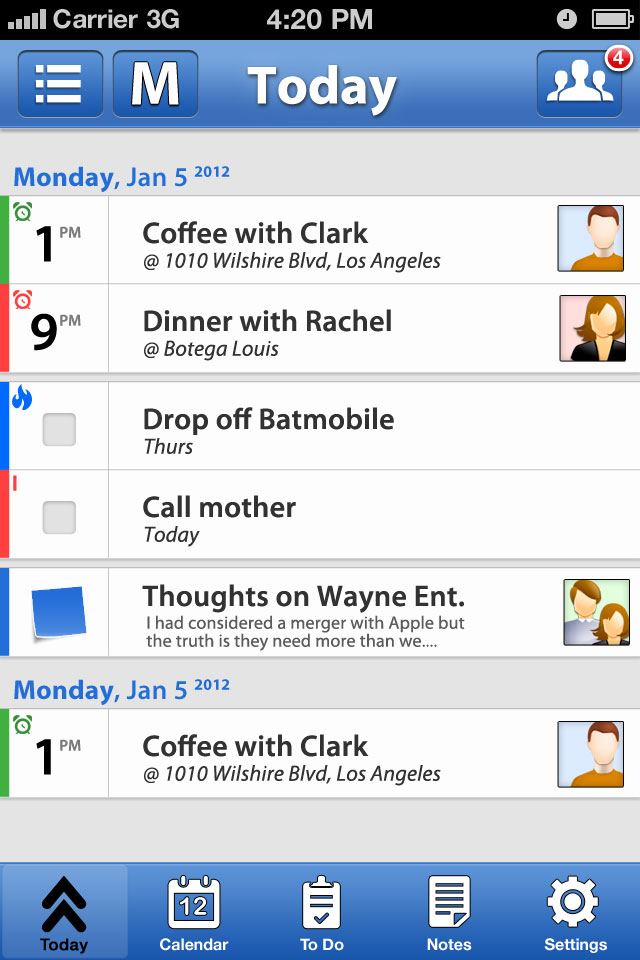 Carrier 3G 4:20 PM
M Today 4
Monday, Jan 5 2012
1 PM Coffee with Clark
@ 1010 Wilshire Blvd, Los Angeles
9 PM Dinner with Rachel
@ Botega Louis
Drop off Batmobile
Thurs
! Call mother
Today
Thoughts on Wayne Ent.
I had considered a merger with Apple but
the truth is they need more than we....
Monday, Jan 5 2012
1 PM Coffee with Clark
@ 1010 Wilshire Blvd, Los Angeles
12
Today Calendar To Do Notes Settings